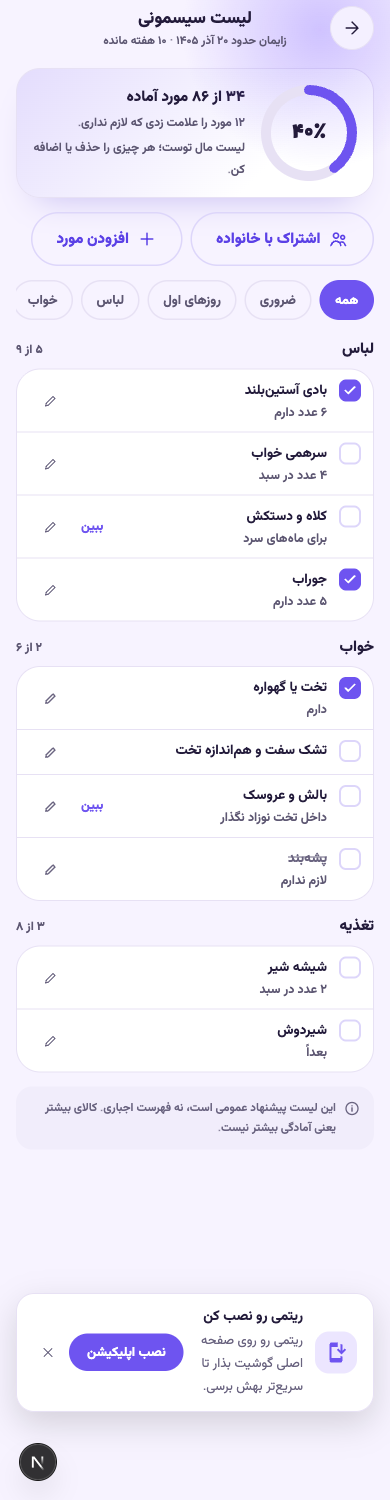 لیست سیسمونی
زایمان حدود ۲۰ آذر ۱۴۰۵ · ۱۰ هفته مانده
۴۰٪
۳۴ از ۸۶ مورد آماده
۱۲ مورد را علامت زدی که لازم نداری.
لیست مال توست؛ هر چیزی را حذف یا اضافه
کن.
اشتراک با خانواده
افزودن مورد
همه
ضروری
روزهای اول
لباس
خواب
لباس
۵ از ۹
بادی آستین‌بلند
۶ عدد دارم
سرهمی خواب
۴ عدد در سبد
کلاه و دستکش
برای ماه‌های سرد
ببین
جوراب
۵ عدد دارم
خواب
۲ از ۶
تخت یا گهواره
دارم
تشک سفت و هم‌اندازه تخت
بالش و عروسک
داخل تخت نوزاد نگذار
ببین
پشه‌بند
لازم ندارم
تغذیه
۳ از ۸
شیشه شیر
۲ عدد در سبد
شیردوش
بعداً
این لیست پیشنهاد عمومی است، نه فهرست اجباری. کالای بیشتر
یعنی آمادگی بیشتر نیست.
ریتمی رو نصب کن
ریتمی رو روی صفحه
اصلی گوشیت بذار تا
سریع‌تر بهش برسی.
نصب اپلیکیشن
N